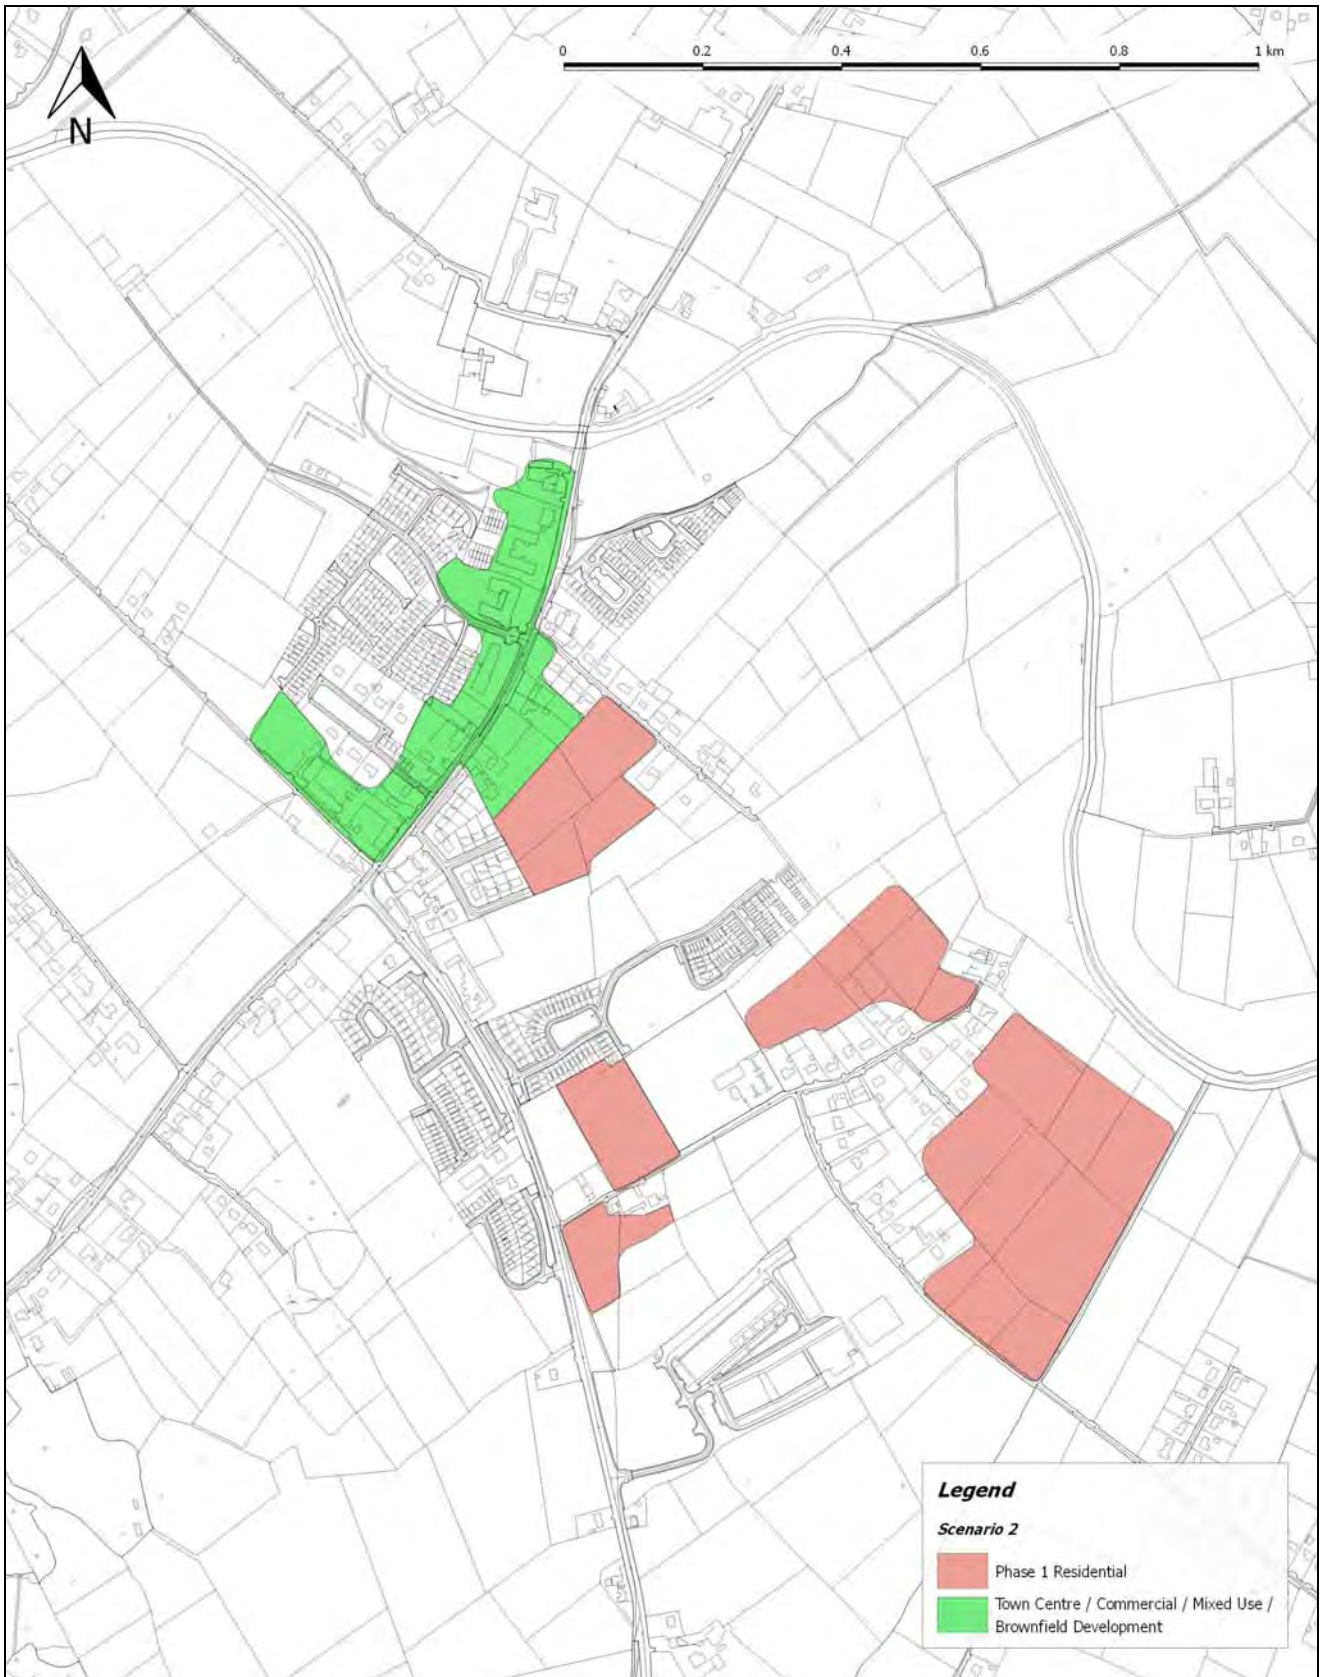 0 0.2 0.4 0.6 0.8 1 km
N
Legend
Scenario 2
Phase 1 Residential
Town Centre / Commercial / Mixed Use /
Brownfield Development